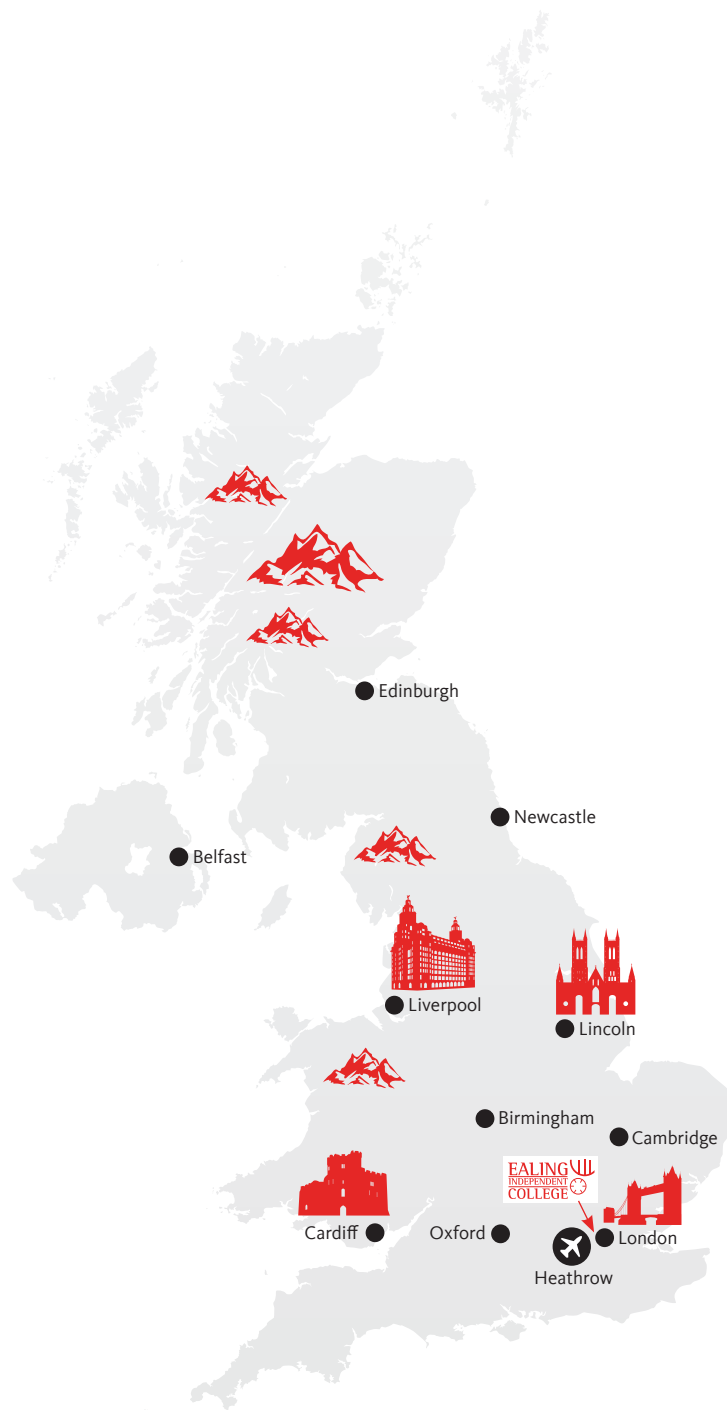 Edinburgh
Newcastle
Belfast
Liverpool
Lincoln
Birmingham
Cambridge
EALING
INDEPENDENT
COLLEGE
Cardiff
Oxford
London
Heathrow